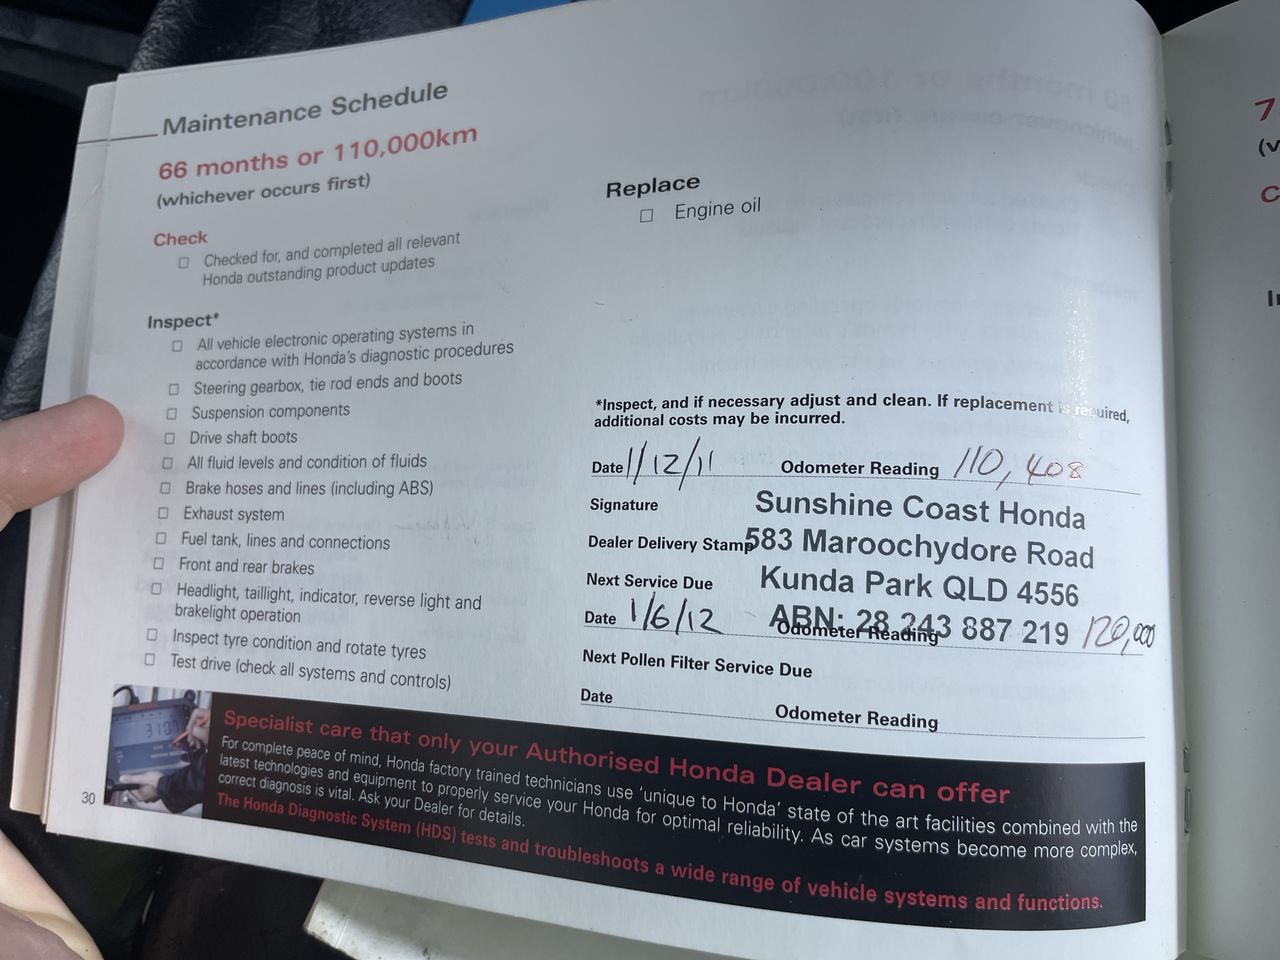 Maintenance Schedule
66 months or 110,000km
(whichever occurs first)
Check
Checked for, and completed all relevant
Honda outstanding product updates
Inspect*
All vehicle electronic operating systems in
accordance with Honda's diagnostic procedures
Steering gearbox, tie rod ends and boots
Suspension components
Drive shaft boots
All fluid levels and condition of fluids
Brake hoses and lines (including ABS)
Exhaust system
Fuel tank, lines and connections
Front and rear brakes
Headlight, taillight, indicator, reverse light and
brakelight operation
Inspect tyre condition and rotate tyres
Test drive (check all systems and controls)
Replace
Engine oil
*Inspect, and if necessary adjust and clean. If replacement is required,
additional costs may be incurred.
Date 1/12/11 Odometer Reading 110,408
Signature
Sunshine Coast Honda
Dealer Delivery Stamp
583 Maroochydore Road
Next Service Due
Kunda Park QLD 4556
ABN: 28 243 887 219
Date 1/6/12 Odometer Reading 120,000
Next Pollen Filter Service Due
Date Odometer Reading
Specialist care that only your Authorised Honda Dealer can offer
For complete peace of mind, Honda factory trained technicians use 'unique to Honda' state of the art facilities combined with the
latest technologies and equipment to properly service your Honda for optimal reliability. As car systems become more complex,
correct diagnosis is vital. Ask your Dealer for details.
The Honda Diagnostic System (HDS) tests and troubleshoots a wide range of vehicle systems and functions.
30
7
(v
C